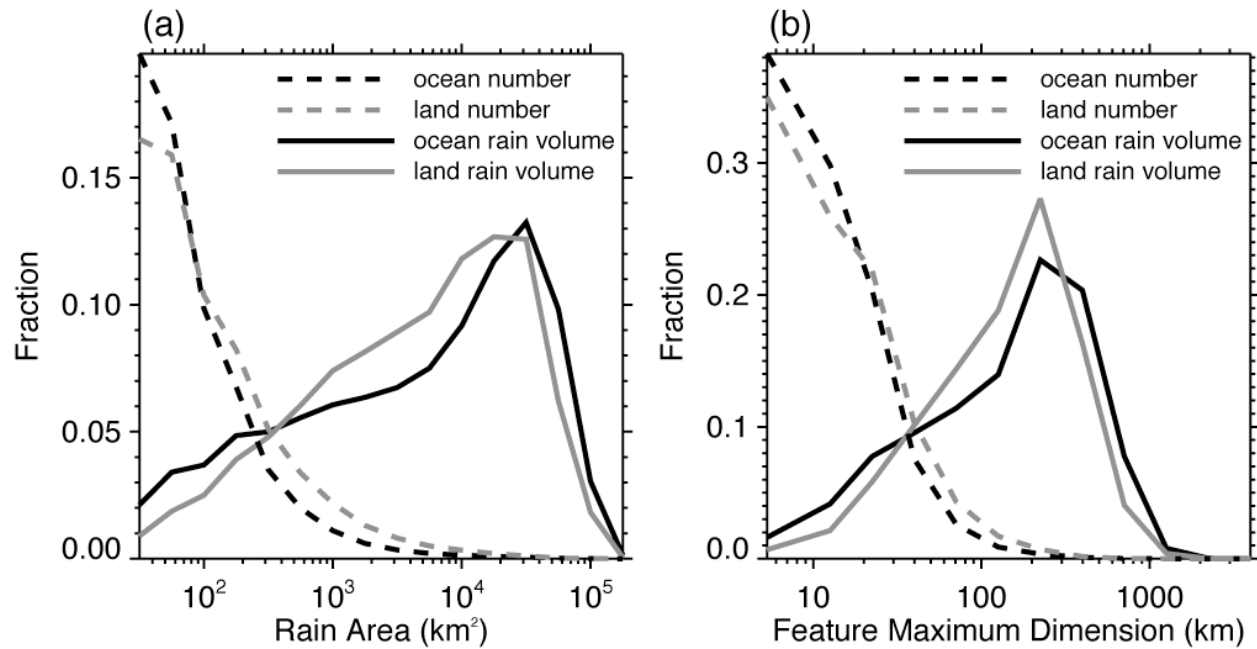 (a)
ocean number
land number
ocean rain volume
land rain volume
0.15
0.10
0.05
0.00
Fraction
10²
10³
10⁴
10⁵
Rain Area (km²)
(b)
ocean number
land number
ocean rain volume
land rain volume
0.3
0.2
0.1
0.0
Fraction
10
100
1000
Feature Maximum Dimension (km)